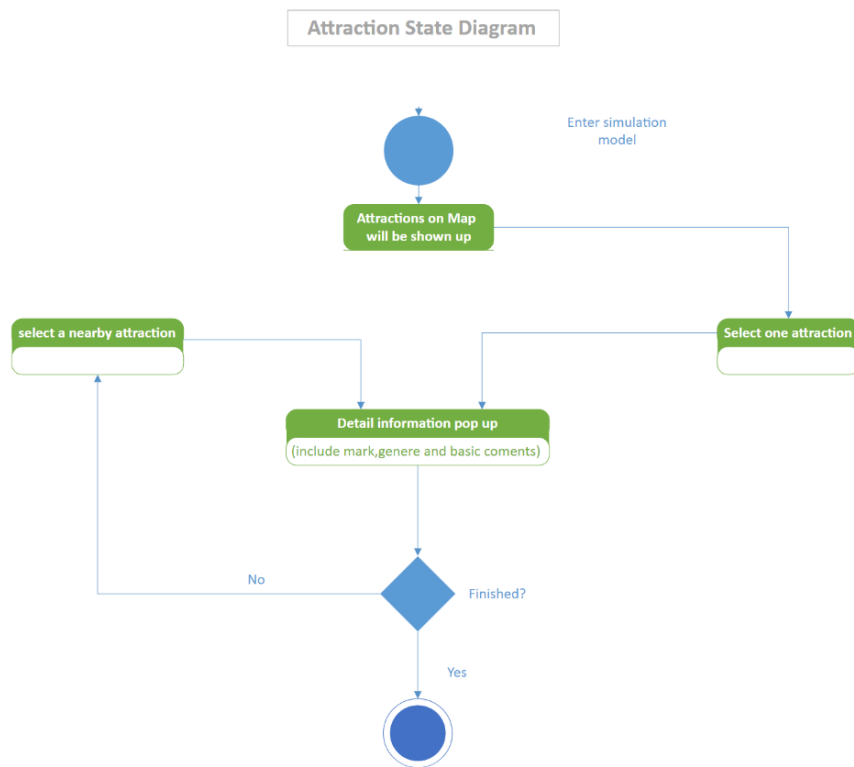 Attraction State Diagram
Enter simulation
model
Attractions on Map
will be shown up
select a nearby attraction
Select one attraction
Detail information pop up
(include mark,genere and basic coments)
No
Finished?
Yes